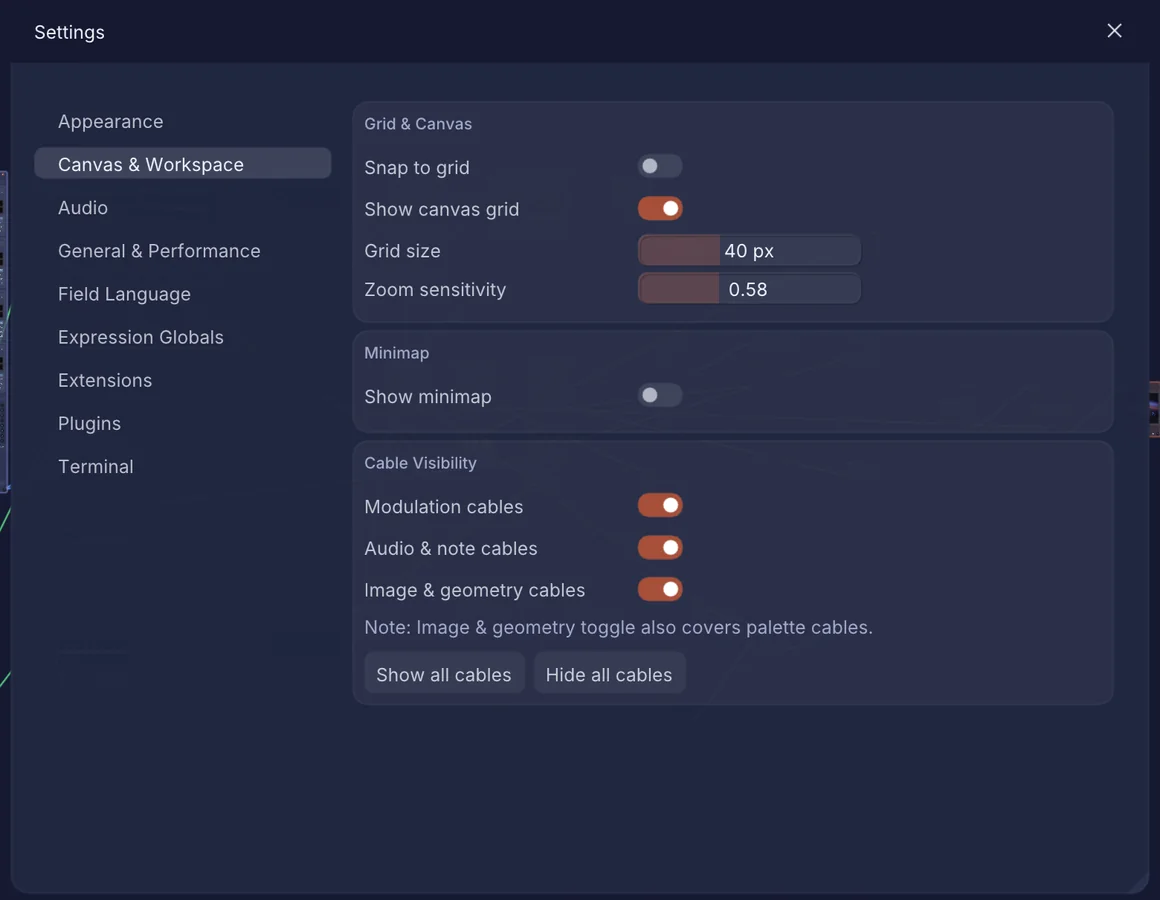 Settings
Appearance
Canvas & Workspace
Audio
General & Performance
Field Language
Expression Globals
Extensions
Plugins
Terminal
Grid & Canvas
Snap to grid
Show canvas grid
Grid size 40 px
Zoom sensitivity 0.58
Minimap
Show minimap
Cable Visibility
Modulation cables
Audio & note cables
Image & geometry cables
Note: Image & geometry toggle also covers palette cables.
Show all cables Hide all cables